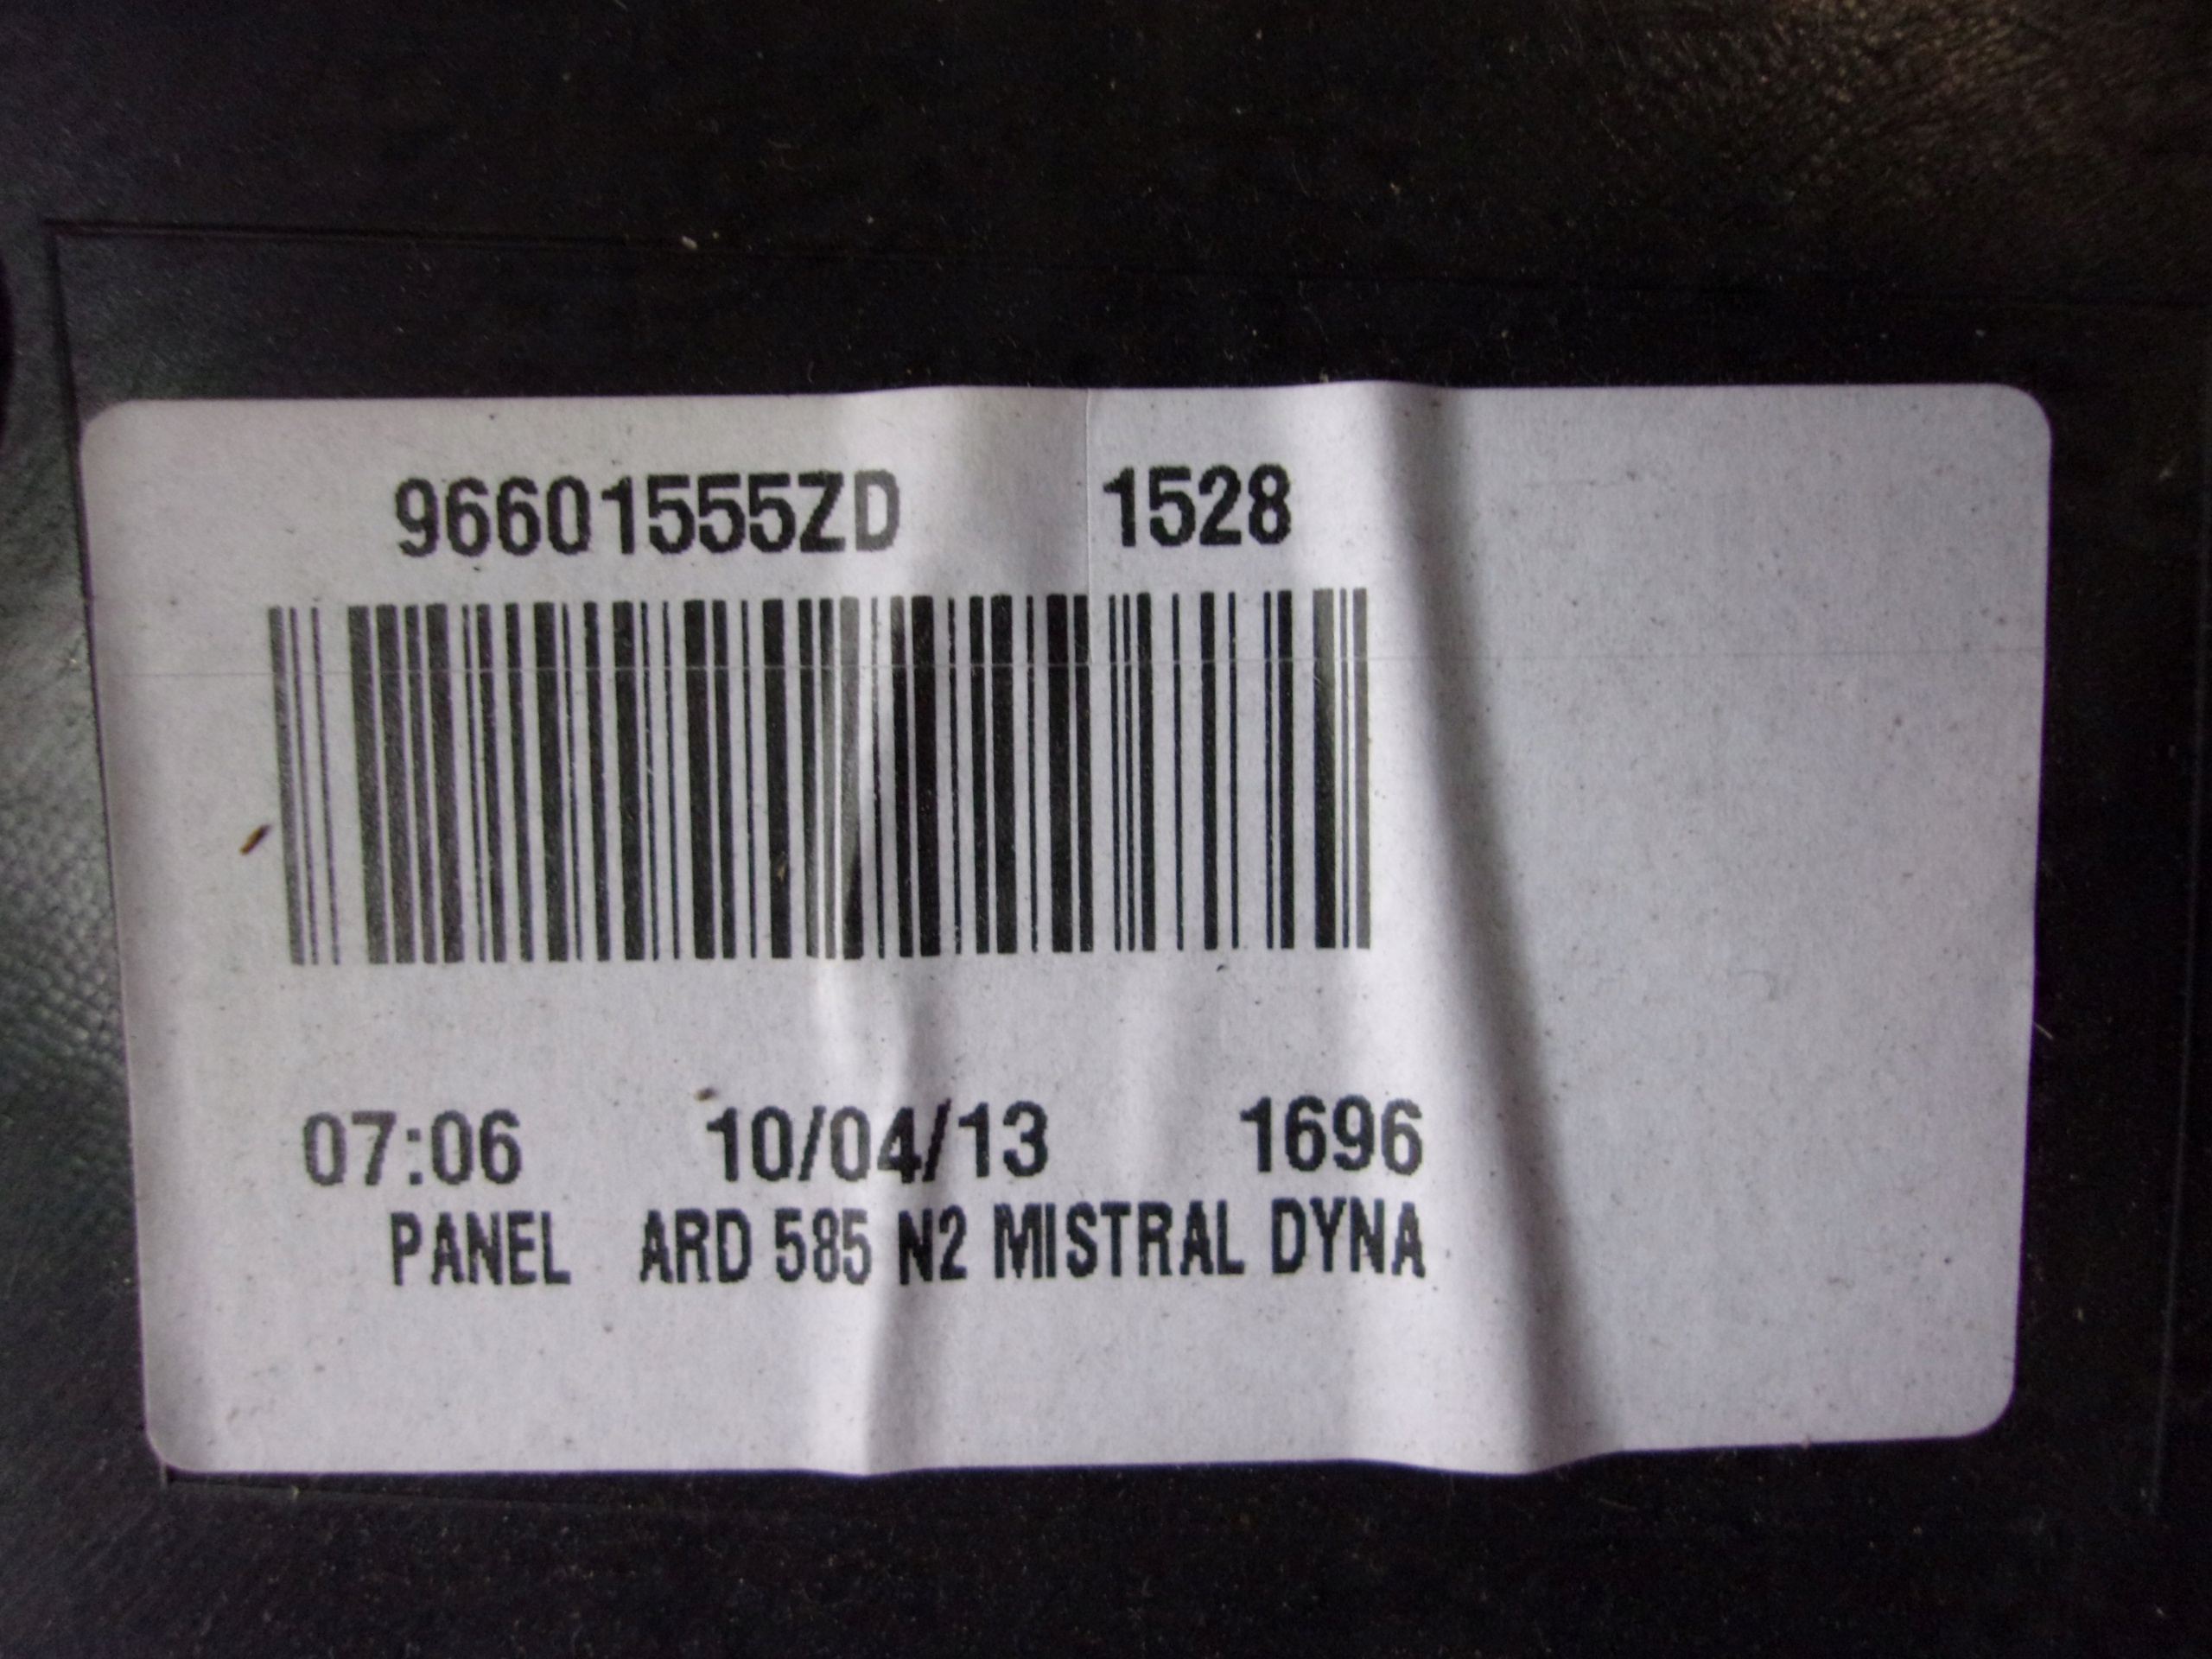 96601555ZD 1528
07:06 10/04/13 1696
PANEL ARD 585 N2 MISTRAL DYNA